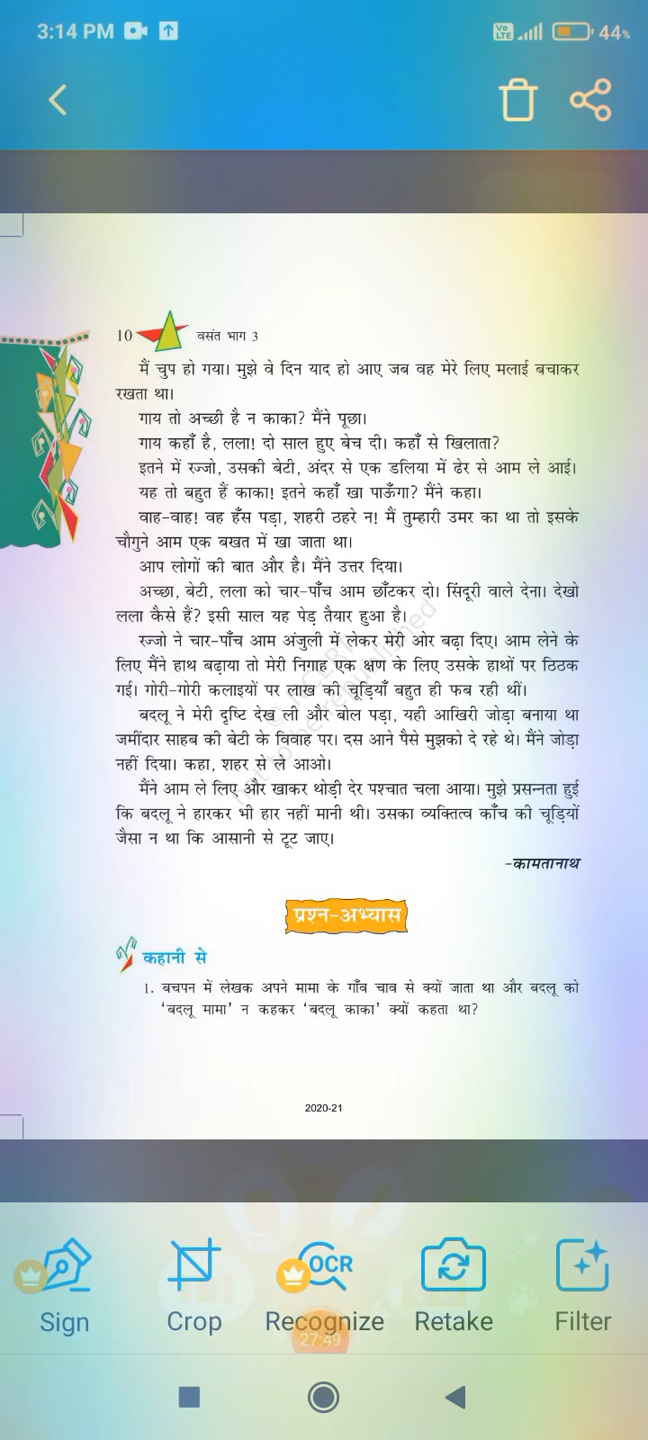 3:14 PM Vo LTE 44%
10 वसंत भाग 3
मैं चुप हो गया। मुझे वे दिन याद हो आए जब वह मेरे लिए मलाई बचाकर
रखता था।
गाय तो अच्छी है न काका? मैंने पूछा।
गाय कहाँ है, लला! दो साल हुए बेच दी। कहाँ से खिलाता?
इतने में रज्जो, उसकी बेटी, अंदर से एक डलिया में ढेर से आम ले आई।
यह तो बहुत हैं काका! इतने कहाँ खा पाऊँगा? मैंने कहा।
वाह-वाह! वह हँस पड़ा, शहरी ठहरे न! मैं तुम्हारी उमर का था तो इसके
चौगुने आम एक बखत में खा जाता था।
आप लोगों की बात और है। मैंने उत्तर दिया।
अच्छा, बेटी, लला को चार-पाँच आम छाँटकर दो। सिंदूरी वाले देना। देखो
लला कैसे हैं? इसी साल यह पेड़ तैयार हुआ है।
रज्जो ने चार-पाँच आम अंजुली में लेकर मेरी ओर बढ़ा दिए। आम लेने के
लिए मैंने हाथ बढ़ाया तो मेरी निगाह एक क्षण के लिए उसके हाथों पर ठिठक
गई। गोरी-गोरी कलाइयों पर लाख की चूड़ियाँ बहुत ही फब रही थीं।
बदलू ने मेरी दृष्टि देख ली और बोल पड़ा, यही आखिरी जोड़ा बनाया था
जमींदार साहब की बेटी के विवाह पर। दस आने पैसे मुझको दे रहे थे। मैंने जोड़ा
नहीं दिया। कहा, शहर से ले आओ।
मैंने आम ले लिए और खाकर थोड़ी देर पश्चात चला आया। मुझे प्रसन्नता हुई
कि बदलू ने हारकर भी हार नहीं मानी थी। उसका व्यक्तित्व काँच की चूड़ियों
जैसा न था कि आसानी से टूट जाए।
-कामतानाथ
प्रश्न-अभ्यास
कहानी से
1. बचपन में लेखक अपने मामा के गाँव चाव से क्यों जाता था और बदलू को
‘बदलू मामा’ न कहकर ‘बदलू काका’ क्यों कहता था?
2020-21
Sign Crop OCR Recognize Retake Filter
27:49